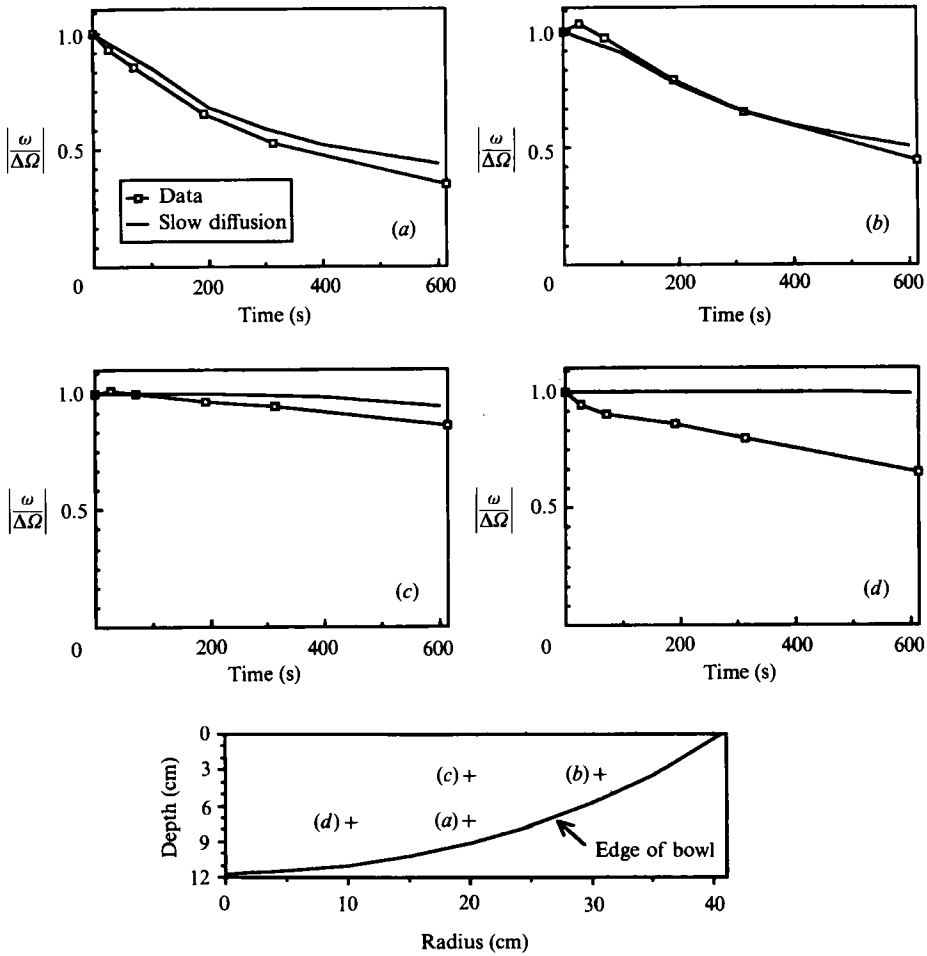 1.0
|ω/ΔΩ|
0.5
Data
Slow diffusion
(a)
0 200 400 600
Time (s)
1.0
|ω/ΔΩ|
0.5
(b)
0 200 400 600
Time (s)
1.0
|ω/ΔΩ|
0.5
(c)
0 200 400 600
Time (s)
1.0
|ω/ΔΩ|
0.5
(d)
0 200 400 600
Time (s)
Depth (cm)
0
3
6
9
12
(c) +
(b) +
(d) +
(a) +
Edge of bowl
0 10 20 30 40
Radius (cm)